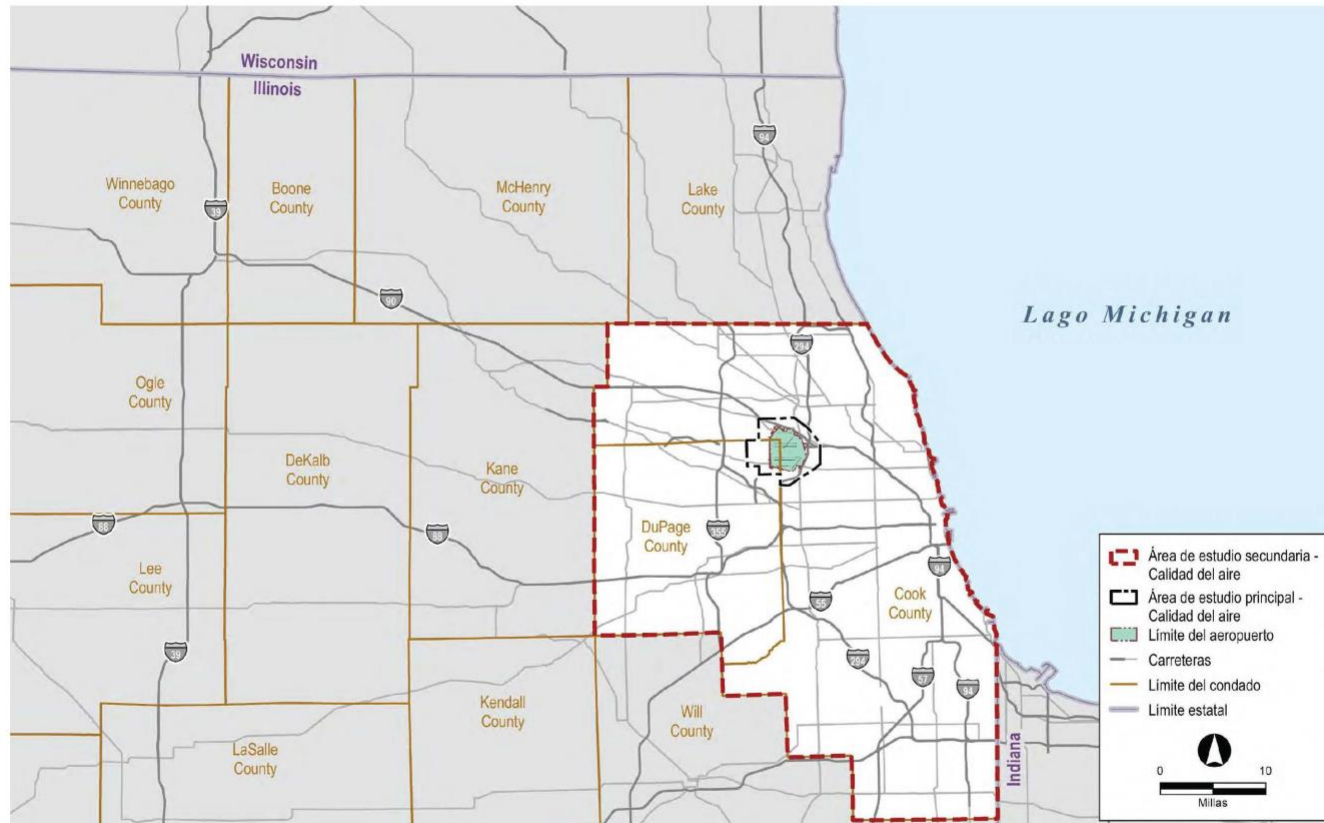 Wisconsin
Illinois
94
Winnebago
County
39
Boone
County
McHenry
County
Lake
County
90
Lago Michigan
294
Ogle
County
DeKalb
County
Kane
County
88
88
DuPage
County
355
Lee
County
94
Cook
County
55
39
294
57
94
Kendall
County
Will
County
LaSalle
County
Indiana
Área de estudio secundaria -
Calidad del aire
Área de estudio principal -
Calidad del aire
Límite del aeropuerto
Carreteras
Límite del condado
Límite estatal
0 10
Millas